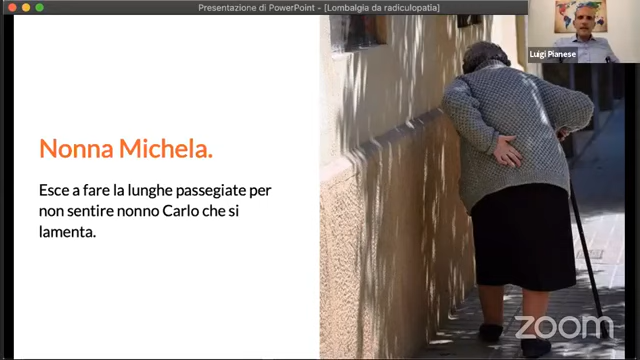 Presentazione di PowerPoint - [Lombalgia da radiculopatia]
Luigi Pianese
Nonna Michela.
Esce a fare la lunghe passegiate per
non sentire nonno Carlo che si
lamenta.
zoom